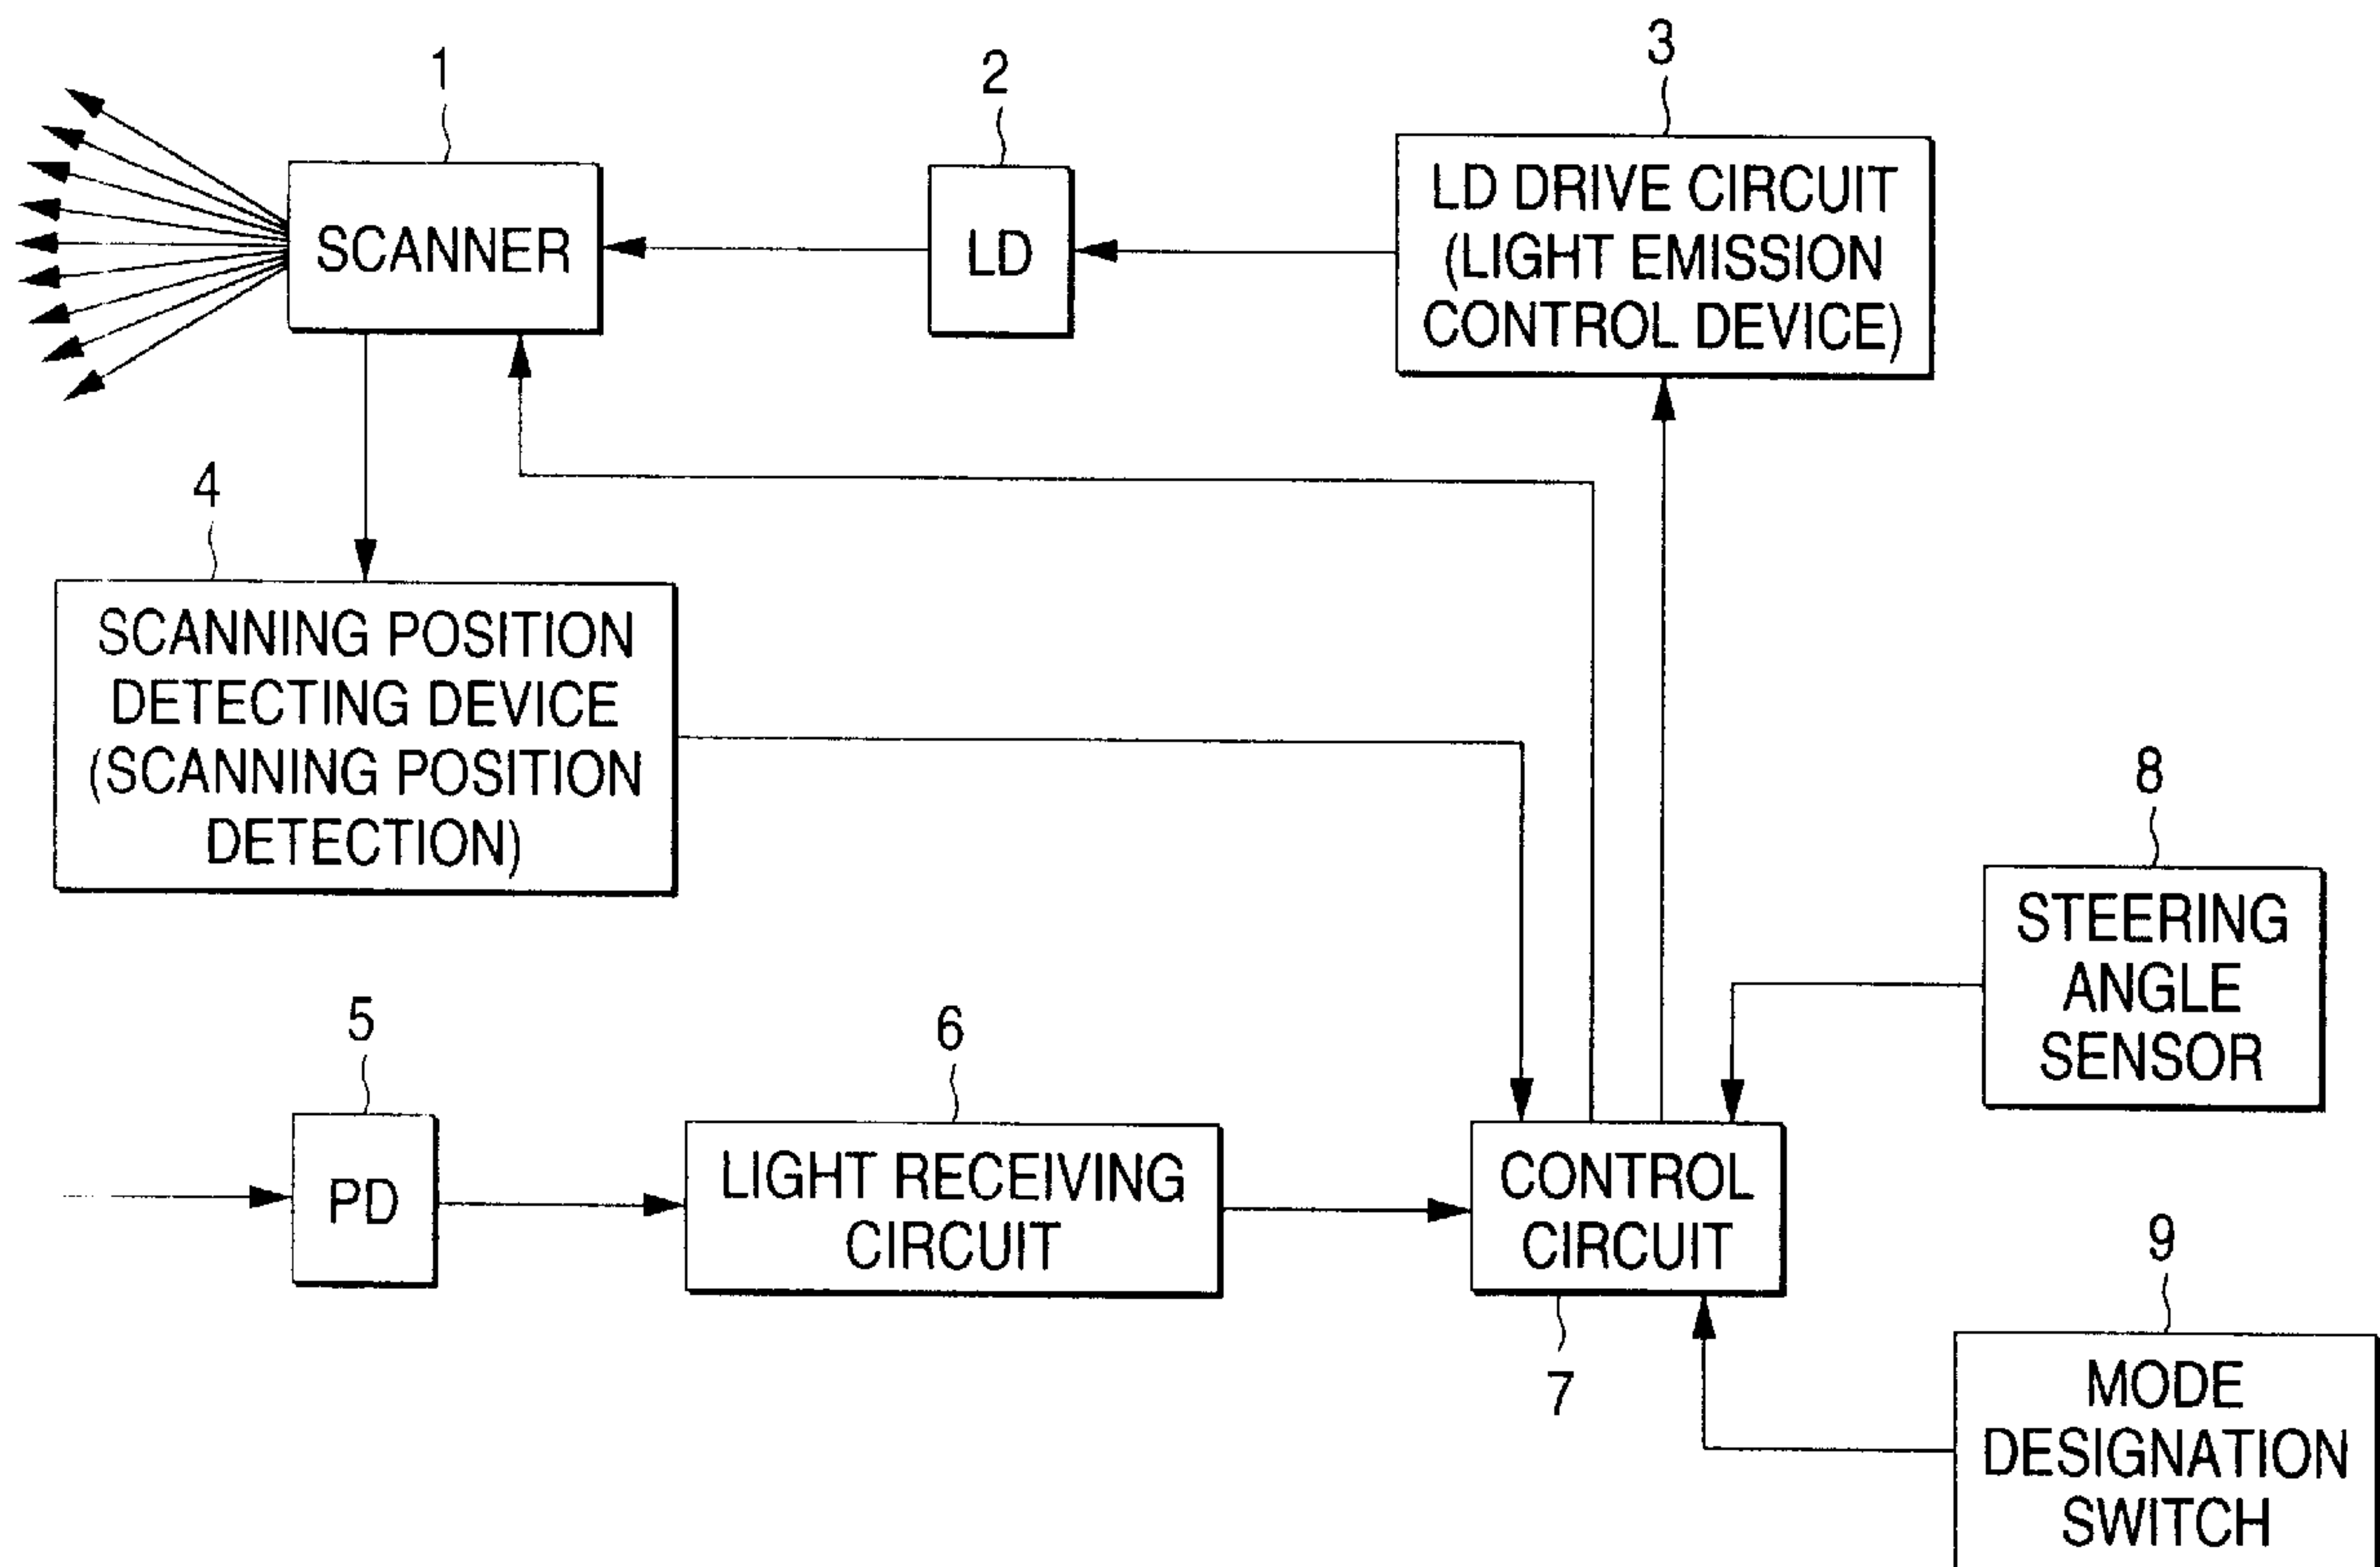 1
SCANNER
2
LD
3
LD DRIVE CIRCUIT
(LIGHT EMISSION
CONTROL DEVICE)
4
SCANNING POSITION
DETECTING DEVICE
(SCANNING POSITION
DETECTION)
5
PD
6
LIGHT RECEIVING
CIRCUIT
CONTROL
CIRCUIT
7
8
STEERING
ANGLE
SENSOR
9
MODE
DESIGNATION
SWITCH